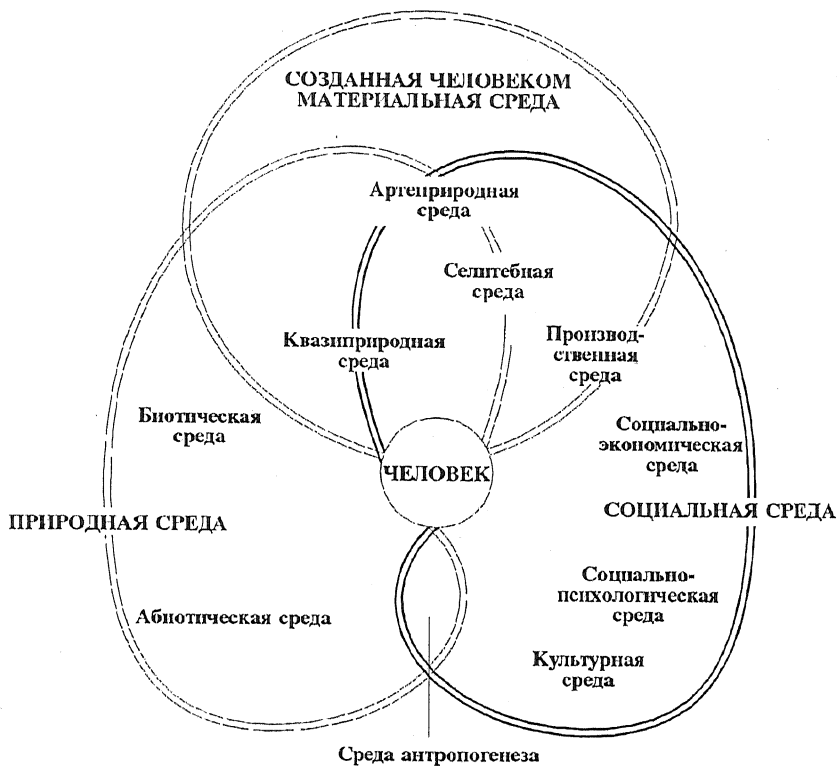 СОЗДАННАЯ ЧЕЛОВЕКОМ
МАТЕРИАЛЬНАЯ СРЕДА
Артеприродная
среда
Селитебная
среда
Квазиприродная
среда
Производ-
ственная
среда
Биотическая
среда
Социально-
экономическая
среда
ЧЕЛОВЕК
ПРИРОДНАЯ СРЕДА
СОЦИАЛЬНАЯ СРЕДА
Социально-
психологическая
среда
Абиотическая среда
Культурная
среда
Среда антропогенеза